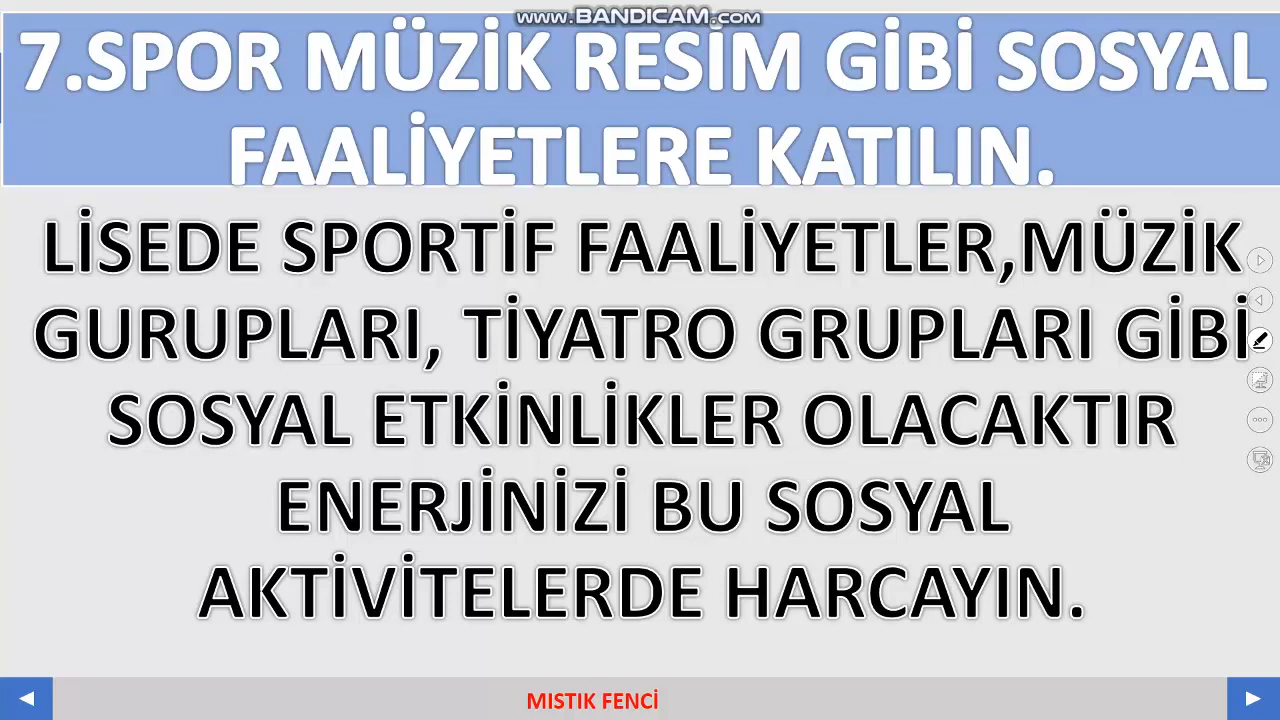 WWW.BANDICAM.COM
7.SPOR MÜZİK RESİM GİBİ SOSYAL
FAALİYETLERE KATILIN.
LİSEDE SPORTİF FAALİYETLER,MÜZİK
GURUPLARI, TİYATRO GRUPLARI GİBİ
SOSYAL ETKİNLİKLER OLACAKTIR
ENERJİNİZİ BU SOSYAL
AKTİVİTELERDE HARCAYIN.
MISTIK FENCİ